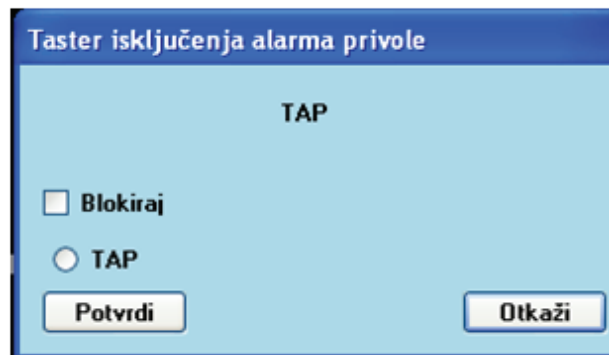 Taster isključenja alarma privole
TAP
Blokiraj
TAP
Potvrdi
Otkaži